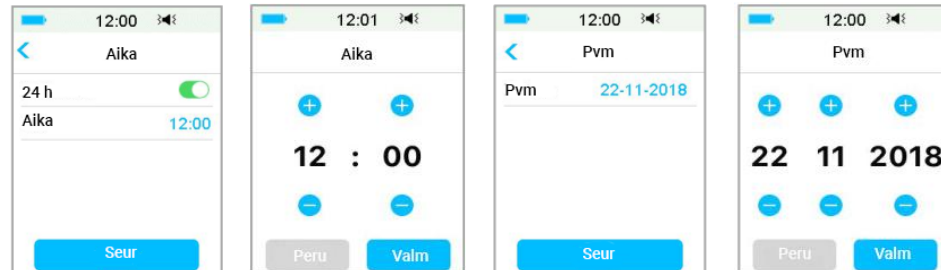 12:00
Aika
24 h
Aika 12:00
Seur
12:01
Aika
12 : 00
Peru Valm
12:00
Pvm
Pvm 22-11-2018
Seur
12:00
Pvm
22 11 2018
Peru Valm